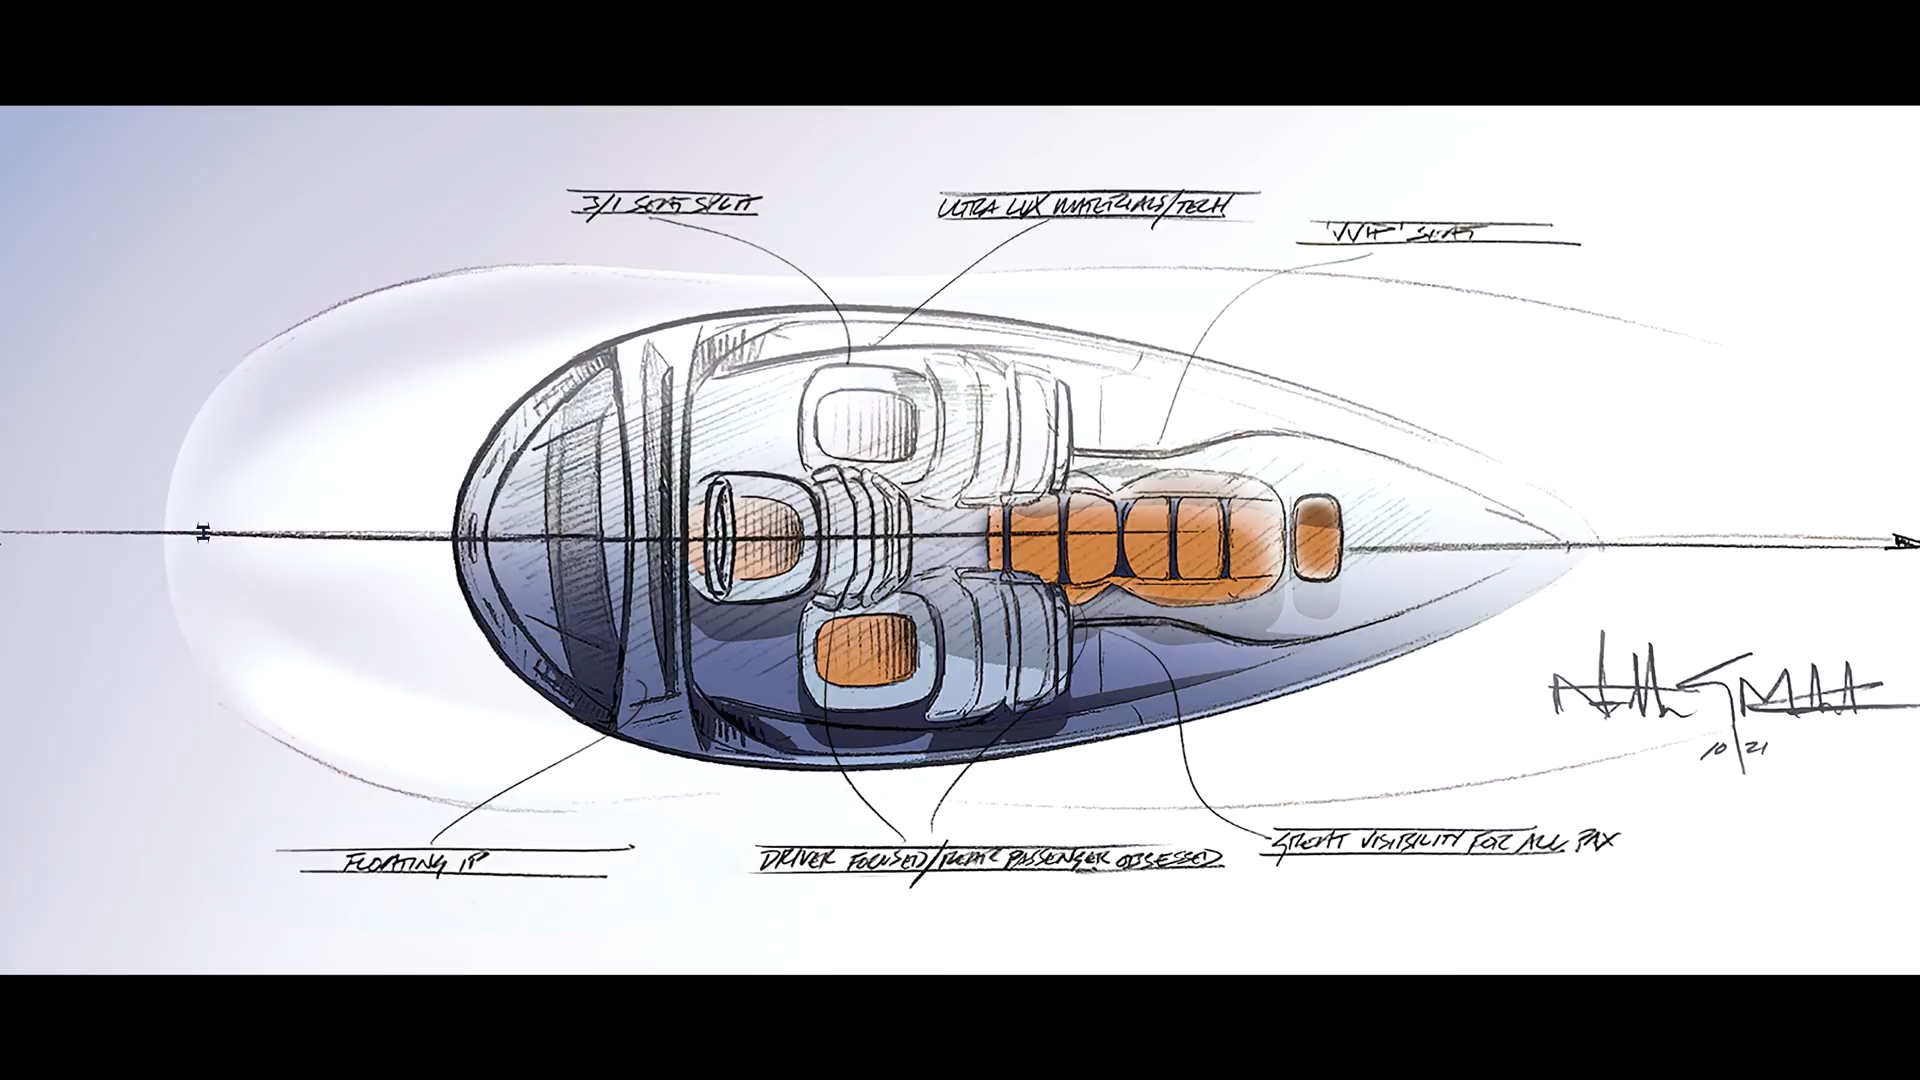 3/1 SEAT SPLIT
ULTRA LUX MATERIALS/TECH
'VVIP' SEAT
FLOATING IP
DRIVER FOCUSED/REAR PASSENGER OBSESSED
GREAT VISIBILITY FOR ALL PAX
10/21